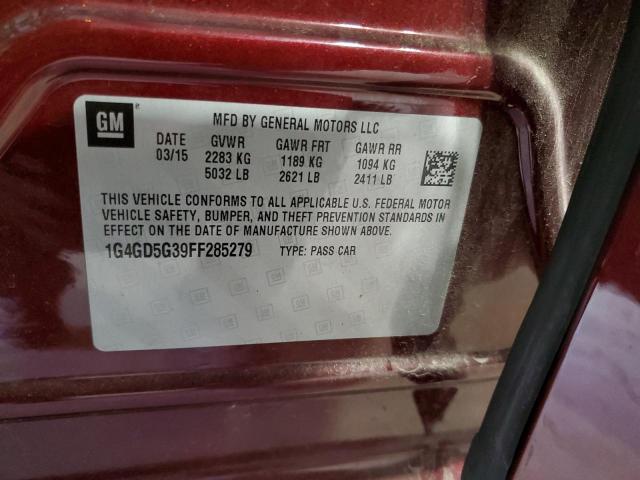 GM
MFD BY GENERAL MOTORS LLC
DATE GVWR GAWR FRT GAWR RR
03/15 2283 KG 1189 KG 1094 KG
5032 LB 2621 LB 2411 LB
THIS VEHICLE CONFORMS TO ALL APPLICABLE U.S. FEDERAL MOTOR
VEHICLE SAFETY, BUMPER, AND THEFT PREVENTION STANDARDS IN
EFFECT ON THE DATE OF MANUFACTURE SHOWN ABOVE.
1G4GD5G39FF285279 TYPE: PASS CAR